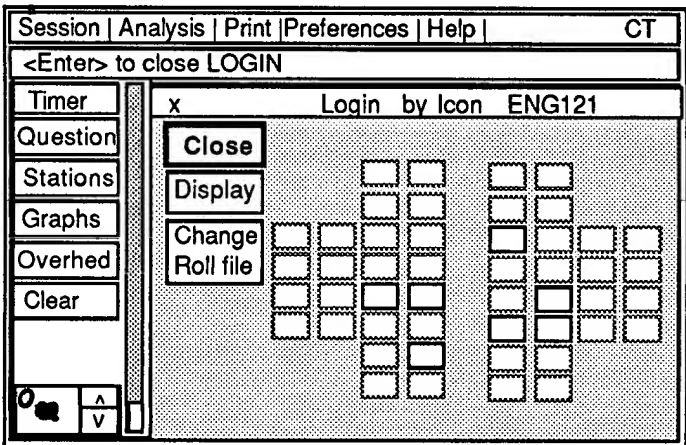 Session | Analysis | Print |Preferences | Help | CT
<Enter> to close LOGIN
Timer
Question
Stations
Graphs
Overhed
Clear
x Login by Icon ENG121
Close
Display
Change
Roll file